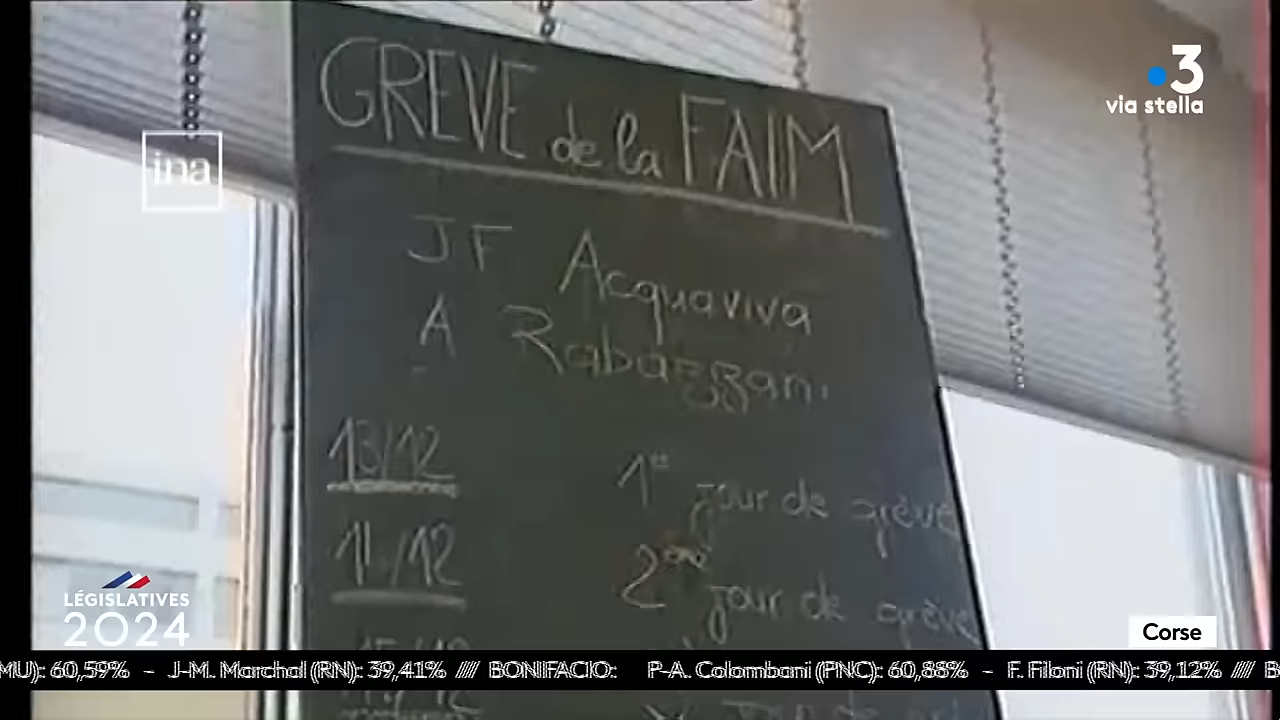 GREVE de la FAIM
JF Acquaviva
A Rabazzani
13/12 1er jour de grève
14/12 2ème jour de grève
15/12
ina
3
via stella
LÉGISLATIVES
2024
Corse
MU): 60,59% - J-M. Marchal (RN): 39,41% //// BONIFACIO: P-A. Colombani (PNC): 60,88% - F. Filoni (RN): 39,12% //// B